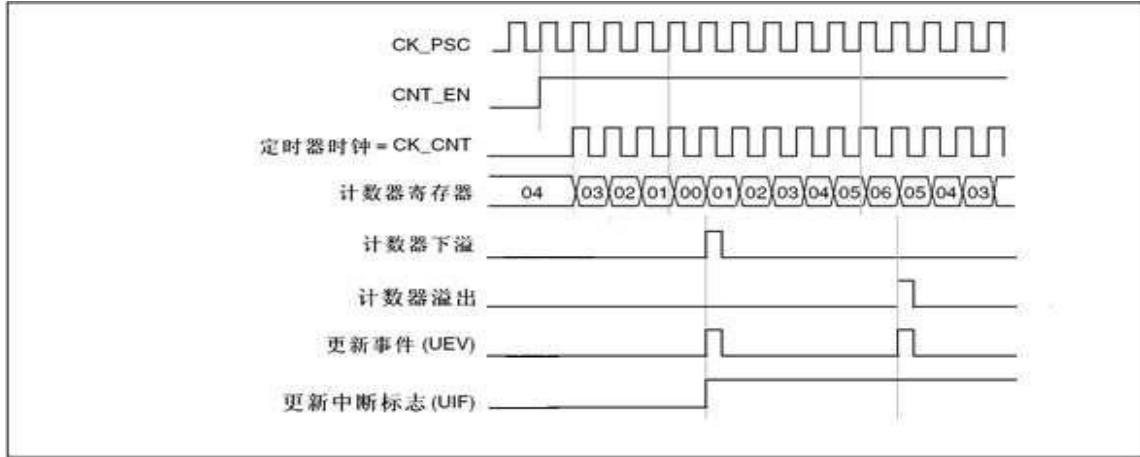 CK_PSC
CNT_EN
定时器时钟 = CK_CNT
计数器寄存器 04 03 02 01 00 01 02 03 04 05 06 05 04 03
计数器下溢
计数器溢出
更新事件 (UEV)
更新中断标志 (UIF)